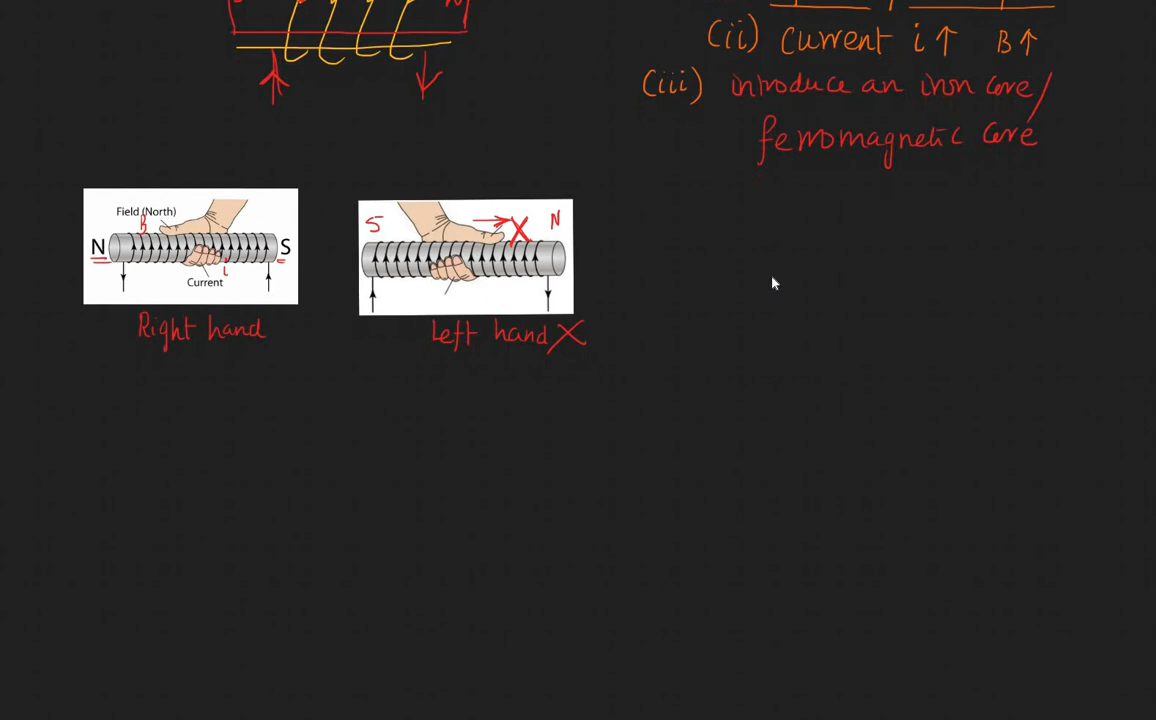 (ii) Current i↑ B↑
(iii) introduce an iron core/
ferromagnetic core
Field (North)
B
N S
i
Current
Right hand
S X N
Left hand X